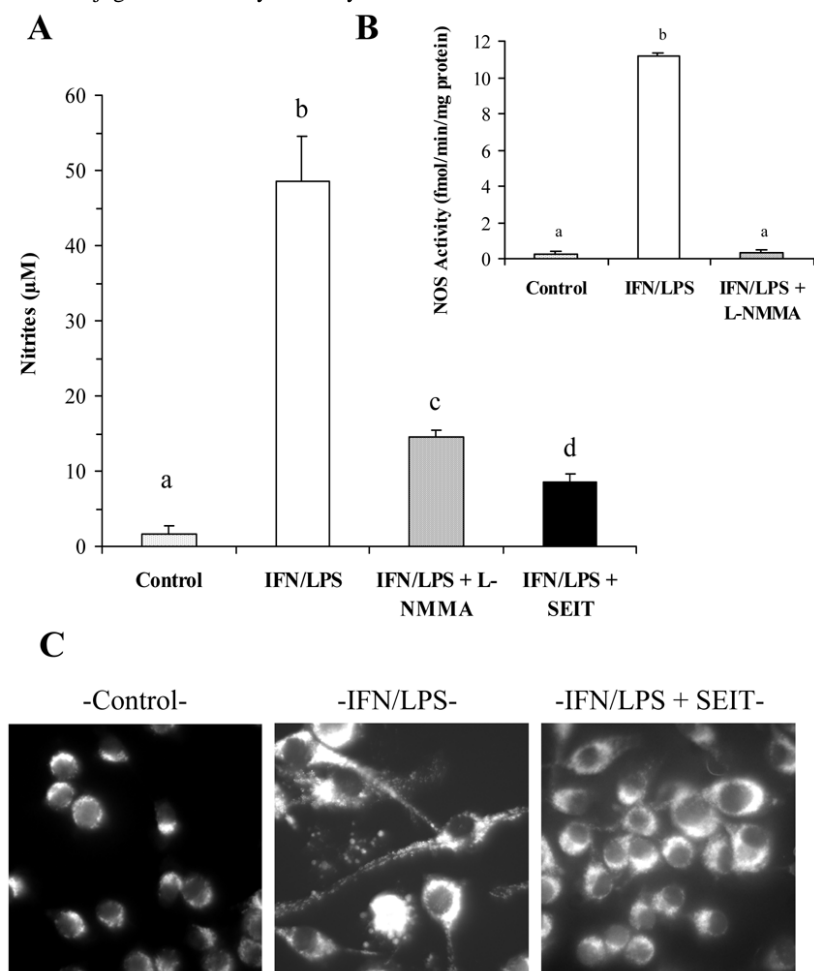 A
B
Nitrites (µM)
60
50
40
30
20
15
10
0
a
b
c
d
Control
IFN/LPS
IFN/LPS + L-
NMMA
IFN/LPS +
SEIT
NOS Activity (fmol/min/mg protein)
12
10
8
6
4
2
0
a
b
a
Control
IFN/LPS
IFN/LPS +
L-NMMA
C
-Control-
-IFN/LPS-
-IFN/LPS + SEIT-